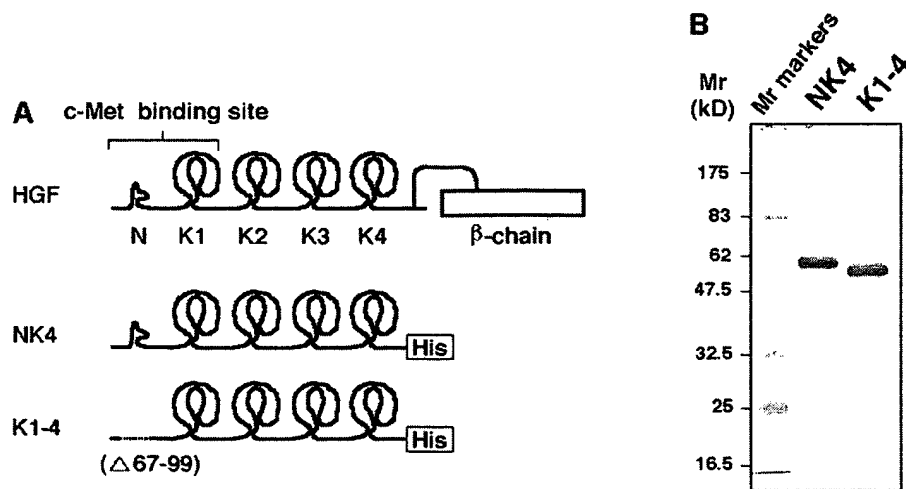 A
c-Met binding site
HGF
N K1 K2 K3 K4 β-chain
NK4
His
K1-4
His
(△67-99)
B
Mr
(kD)
Mr markers
NK4
K1-4
175
83
62
47.5
32.5
25
16.5